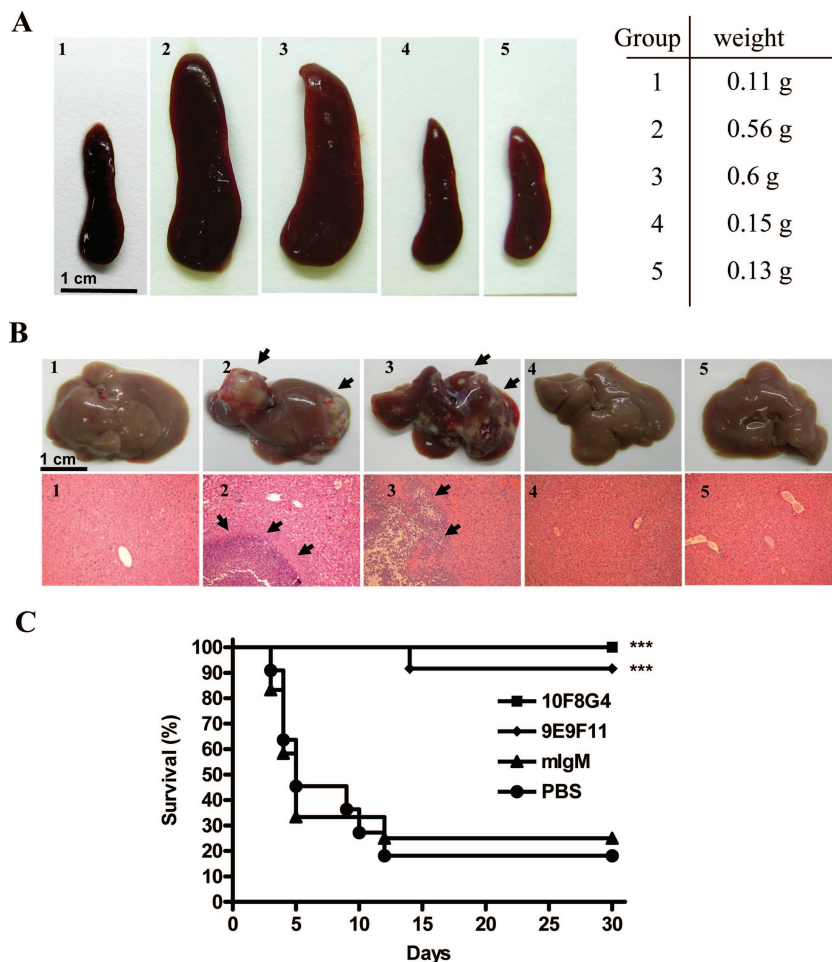 A
1 2 3 4 5
1 cm
Group weight
1 0.11 g
2 0.56 g
3 0.6 g
4 0.15 g
5 0.13 g
B
1 2 3 4 5
1 cm
1 2 3 4 5
C
Survival (%)
100
90
80
70
60
50
40
30
20
10
0
0 5 10 15 20 25 30
Days
***
***
10F8G4
9E9F11
mIgM
PBS